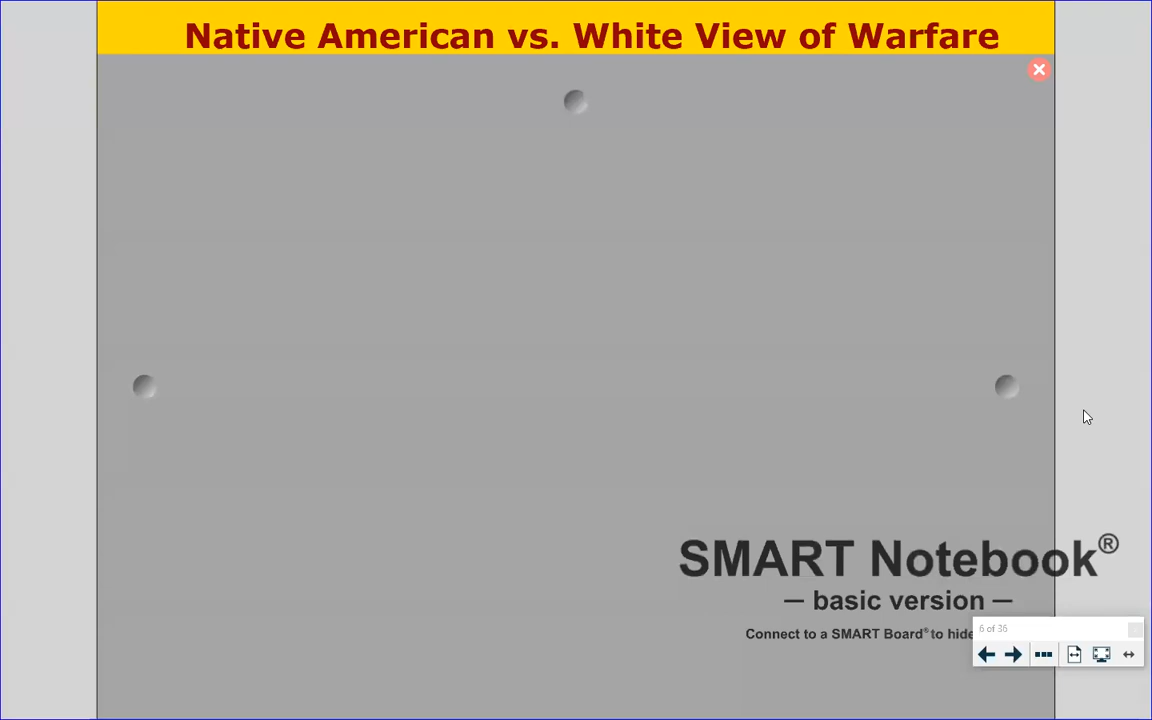 Native American vs. White View of Warfare
SMART Notebook®
— basic version —
Connect to a SMART Board® to hide
6 of 36